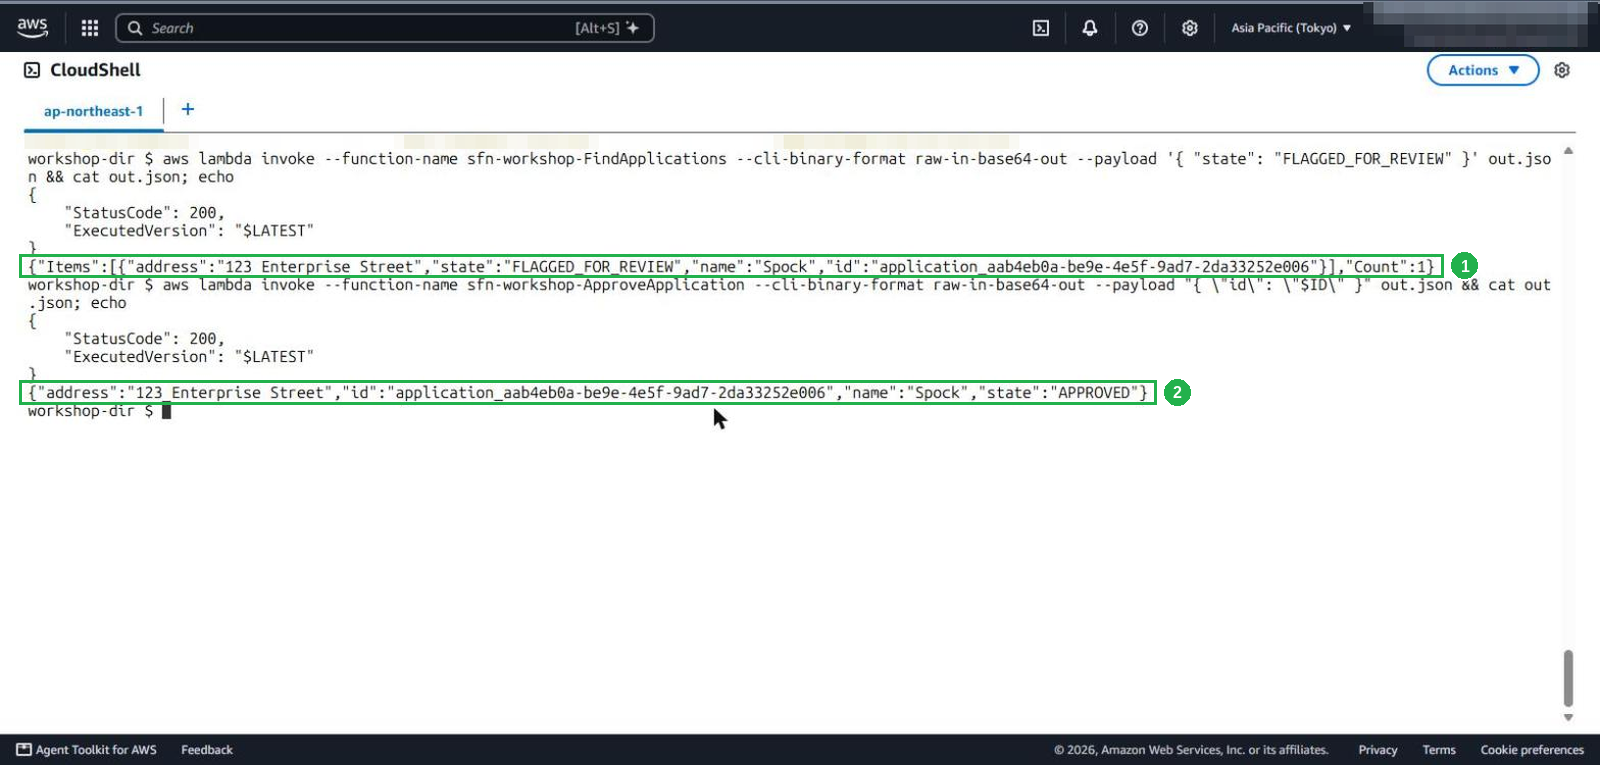 aws
Search [Alt+S]
Asia Pacific (Tokyo)
CloudShell
Actions
ap-northeast-1 +
workshop-dir $ aws lambda invoke --function-name sfn-workshop-FindApplications --cli-binary-format raw-in-base64-out --payload '{ "state": "FLAGGED_FOR_REVIEW" }' out.jso
n && cat out.json; echo
{
    "StatusCode": 200,
    "ExecutedVersion": "$LATEST"
}
{"Items":[{"address":"123 Enterprise Street","state":"FLAGGED_FOR_REVIEW","name":"Spock","id":"application_aab4eb0a-be9e-4e5f-9ad7-2da33252e006"}],"Count":1} 1
workshop-dir $ aws lambda invoke --function-name sfn-workshop-ApproveApplication --cli-binary-format raw-in-base64-out --payload "{ \"id\": \"$ID\" }" out.json && cat out
.json; echo
{
    "StatusCode": 200,
    "ExecutedVersion": "$LATEST"
}
{"address":"123 Enterprise Street","id":"application_aab4eb0a-be9e-4e5f-9ad7-2da33252e006","name":"Spock","state":"APPROVED"} 2
workshop-dir $
Agent Toolkit for AWS Feedback © 2026, Amazon Web Services, Inc. or its affiliates. Privacy Terms Cookie preferences